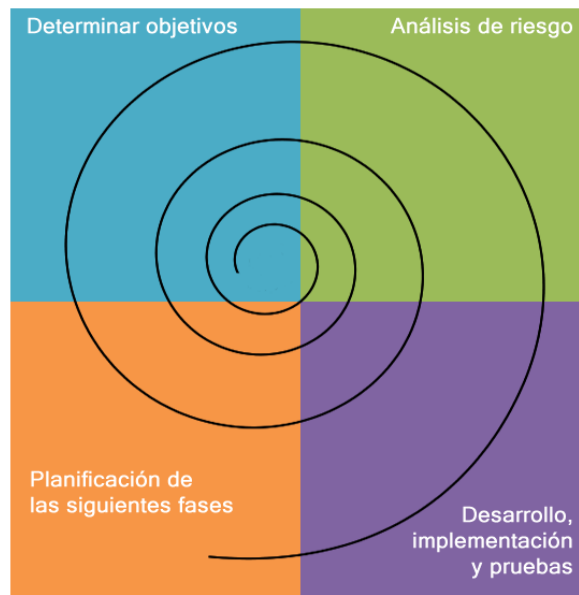 Determinar objetivos
Análisis de riesgo
Planificación de
las siguientes fases
Desarrollo,
implementación
y pruebas